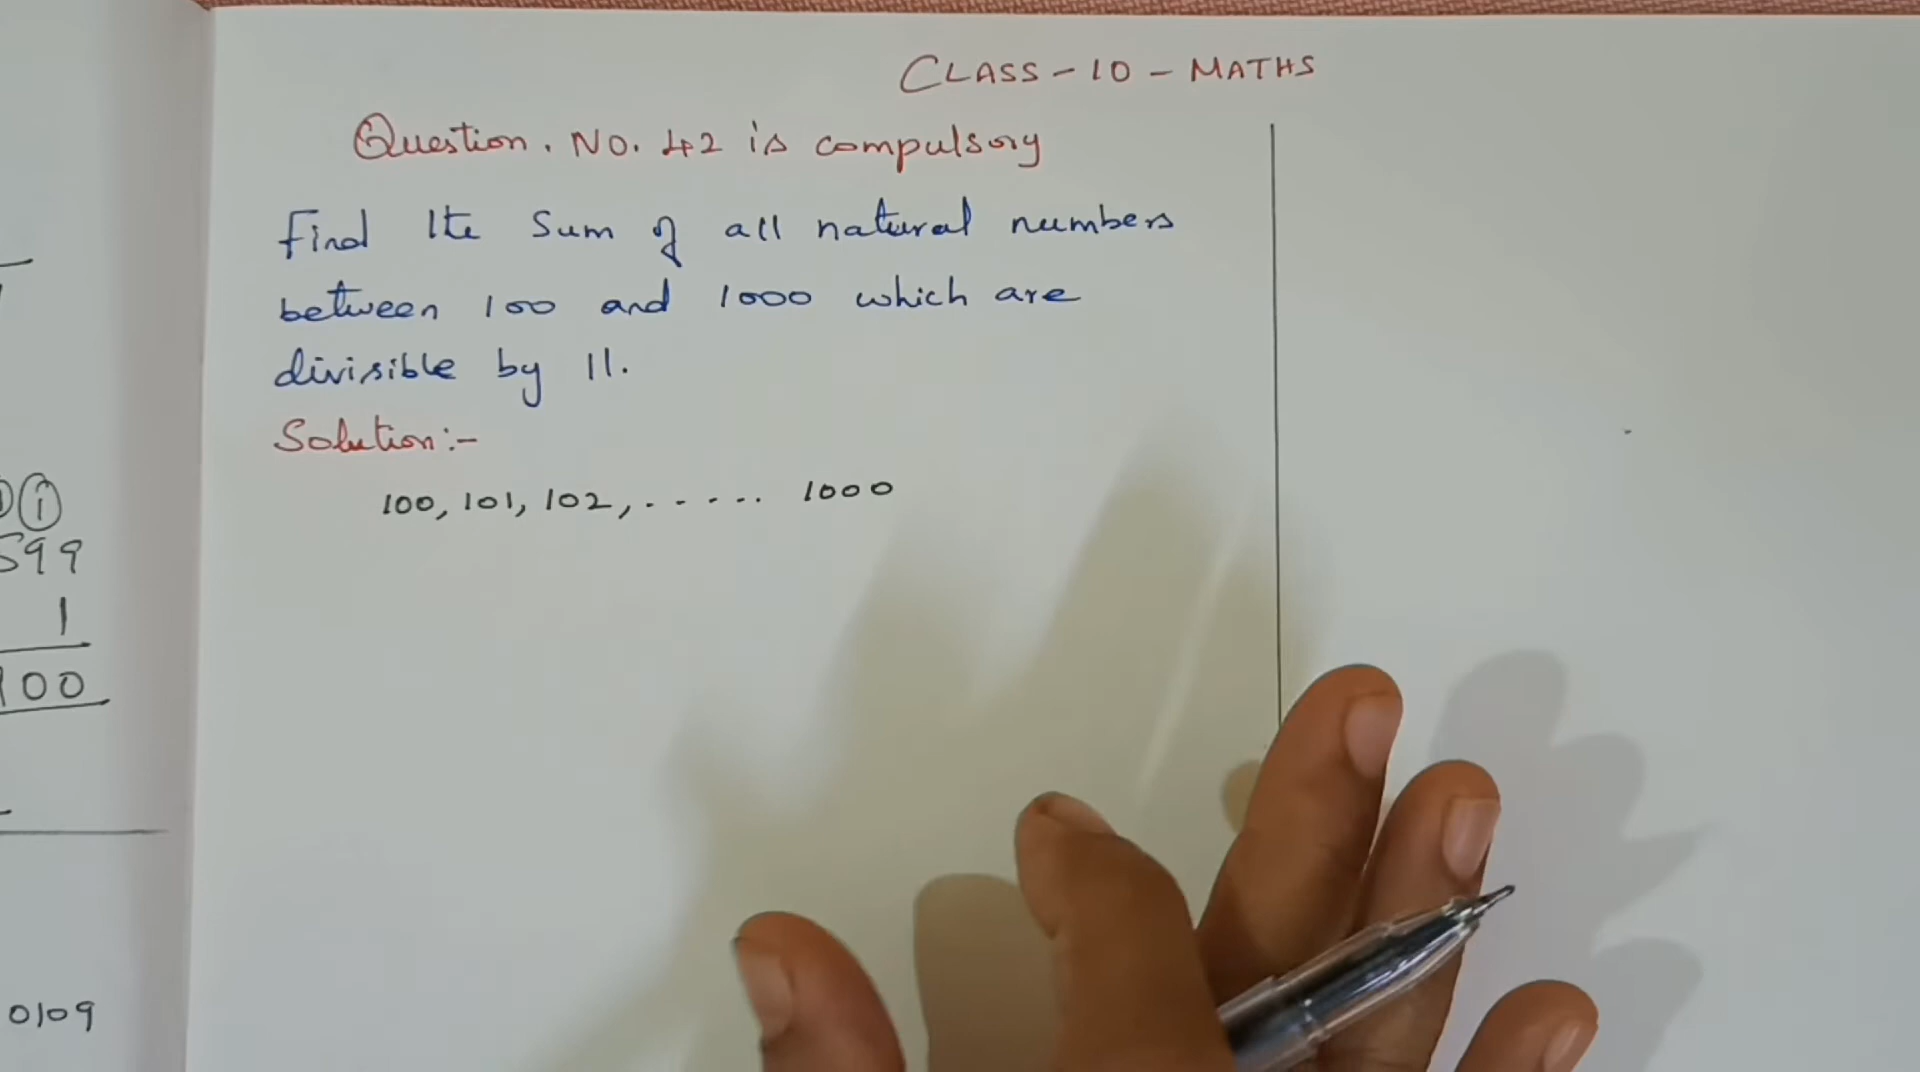 CLASS - 10 - MATHS
Question. No. 42 is compulsory
Find the sum of all natural numbers
between 100 and 1000 which are
divisible by 11.
Solution:-
100, 101, 102, ...... 1000
1
599
1
100
0109